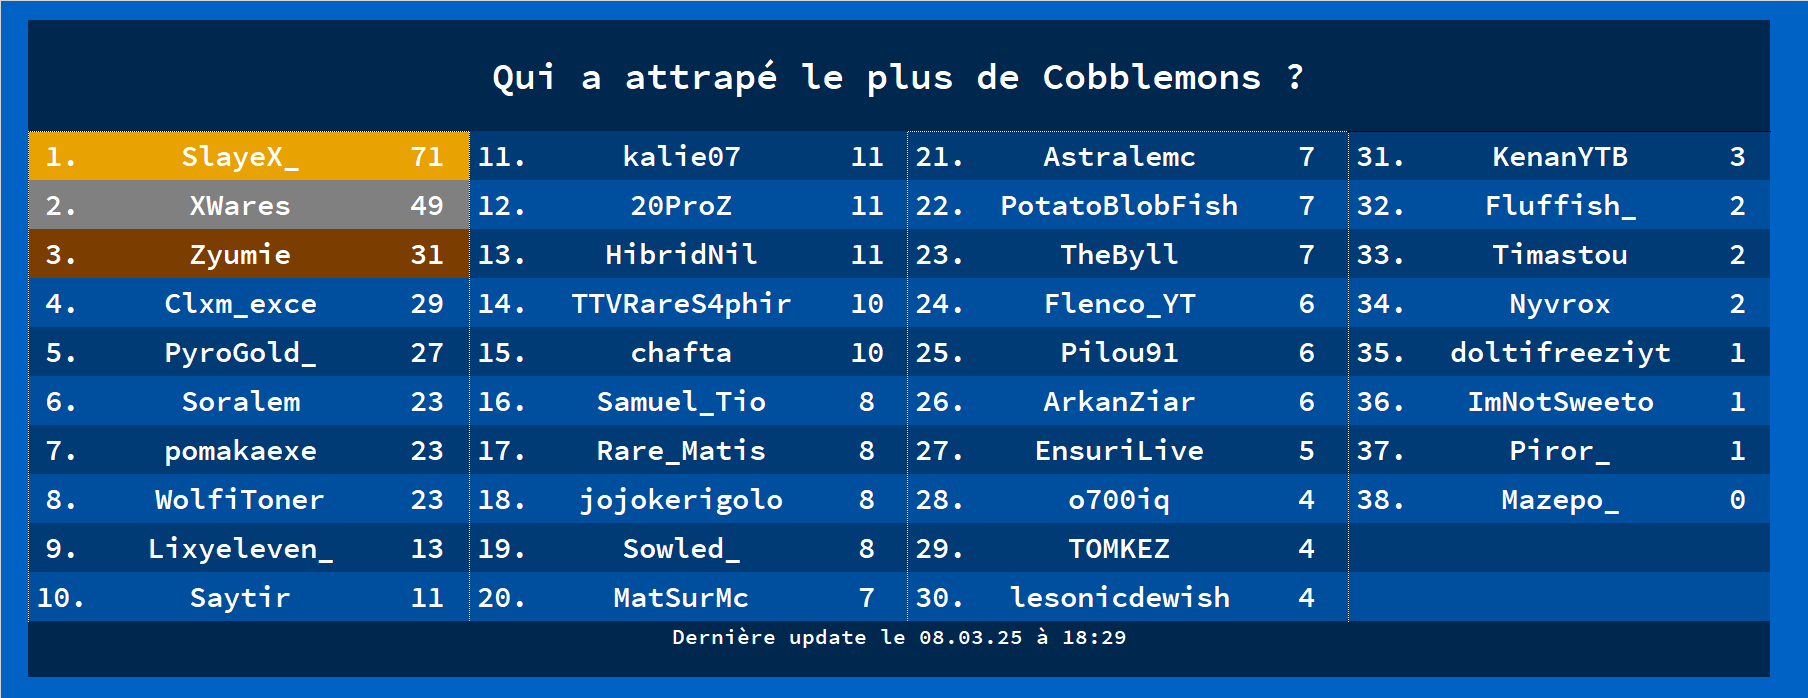 Qui a attrapé le plus de Cobblemons ?
1. SlayeX_ 71
2. XWares 49
3. Zyumie 31
4. Clxm_exce 29
5. PyroGold_ 27
6. Soralem 23
7. pomakaexe 23
8. WolfiToner 23
9. Lixyeleven_ 13
10. Saytir 11
11. kalie07 11
12. 20ProZ 11
13. HibridNil 11
14. TTVRareS4phir 10
15. chafta 10
16. Samuel_Tio 8
17. Rare_Matis 8
18. jojokerigolo 8
19. Sowled_ 8
20. MatSurMc 7
21. Astralemc 7
22. PotatoBlobFish 7
23. TheByll 7
24. Flenco_YT 6
25. Pilou91 6
26. ArkanZiar 6
27. EnsuriLive 5
28. o700iq 4
29. TOMKEZ 4
30. lesonicdewish 4
31. KenanYTB 3
32. Fluffish_ 2
33. Timastou 2
34. Nyvrox 2
35. doltifreeziyt 1
36. ImNotSweeto 1
37. Piror_ 1
38. Mazepo_ 0
Dernière update le 08.03.25 à 18:29